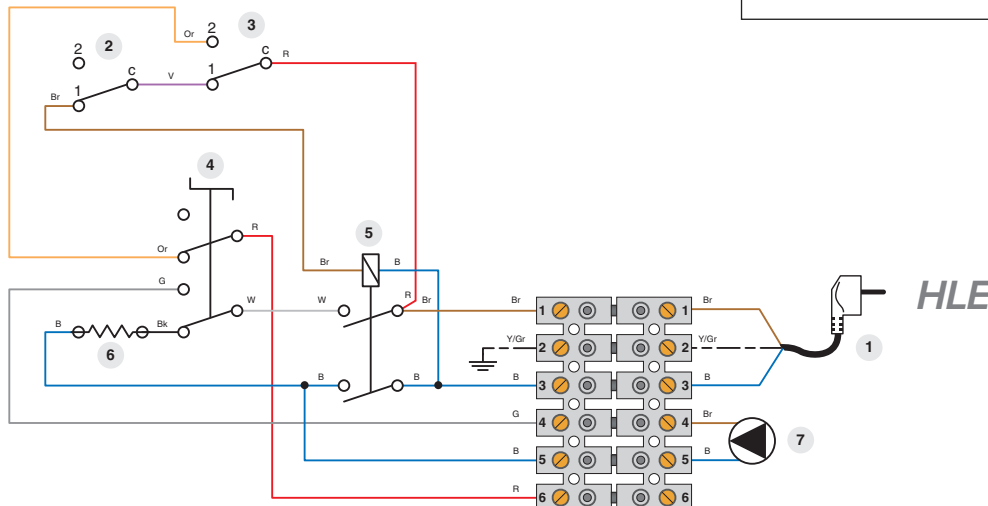 3
Or 2
2 2 C R
C V 1
1
Br
4
R 5
Or Br B
G R
W W Br Br 1 1 Br
HLE
B Bk
6 Y/Gr 2 2 Y/Gr 1
B B B 3 3 B
G 4 4 Br
7
B 5 5 B
R 6 6